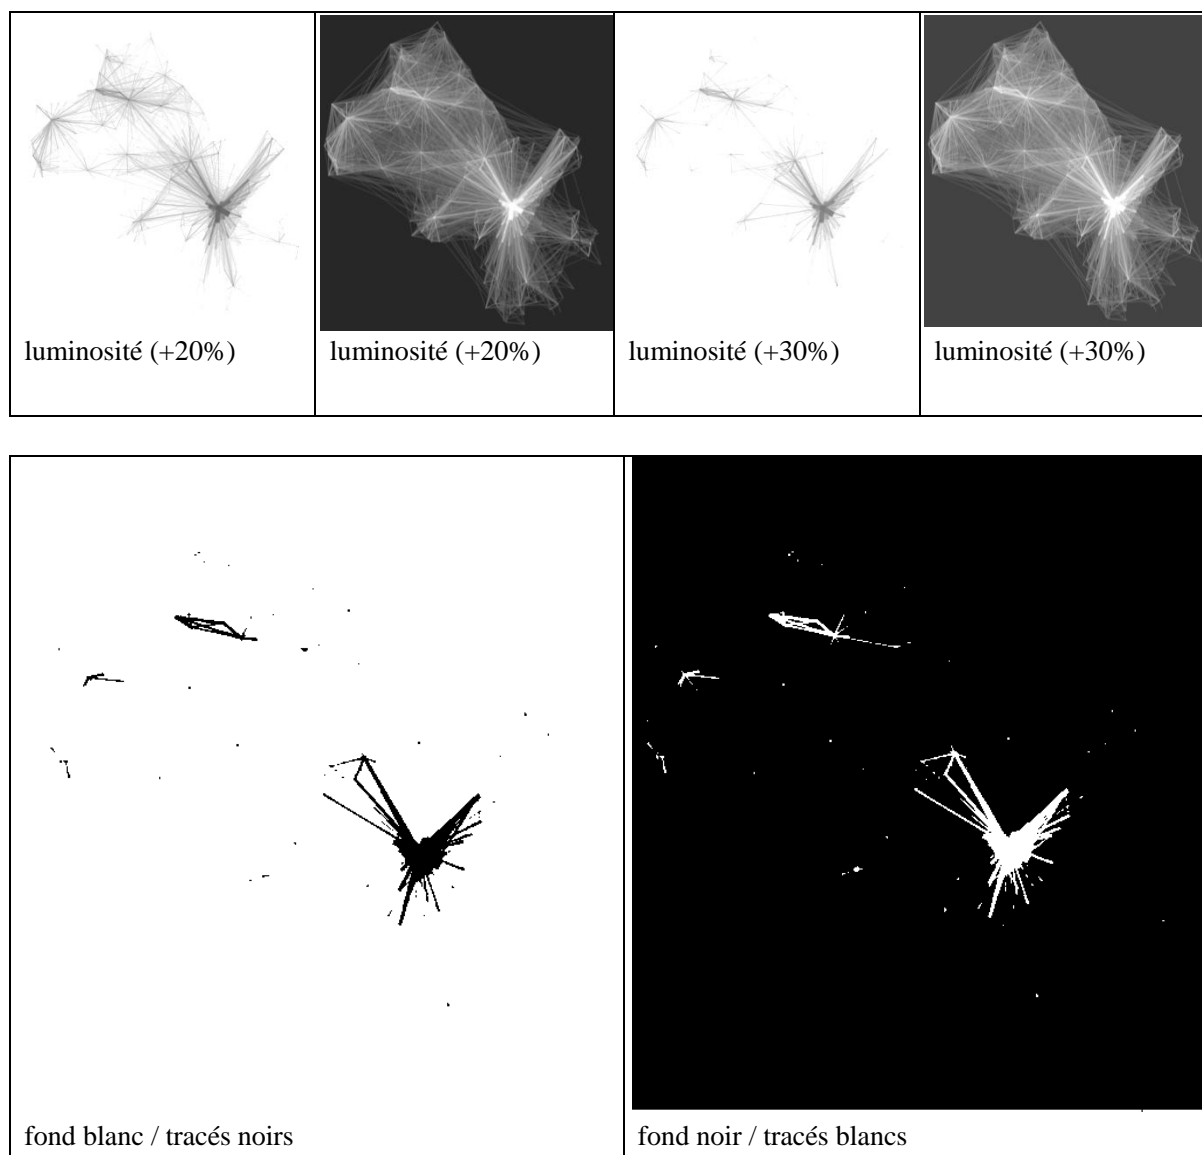 luminosité (+20%)
luminosité (+20%)
luminosité (+30%)
luminosité (+30%)
fond blanc / tracés noirs
fond noir / tracés blancs